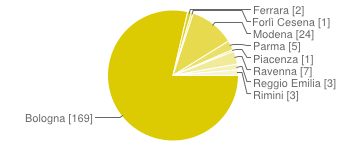 Ferrara [2]
Forlì Cesena [1]
Modena [24]
Parma [5]
Piacenza [1]
Ravenna [7]
Reggio Emilia [3]
Rimini [3]
Bologna [169]